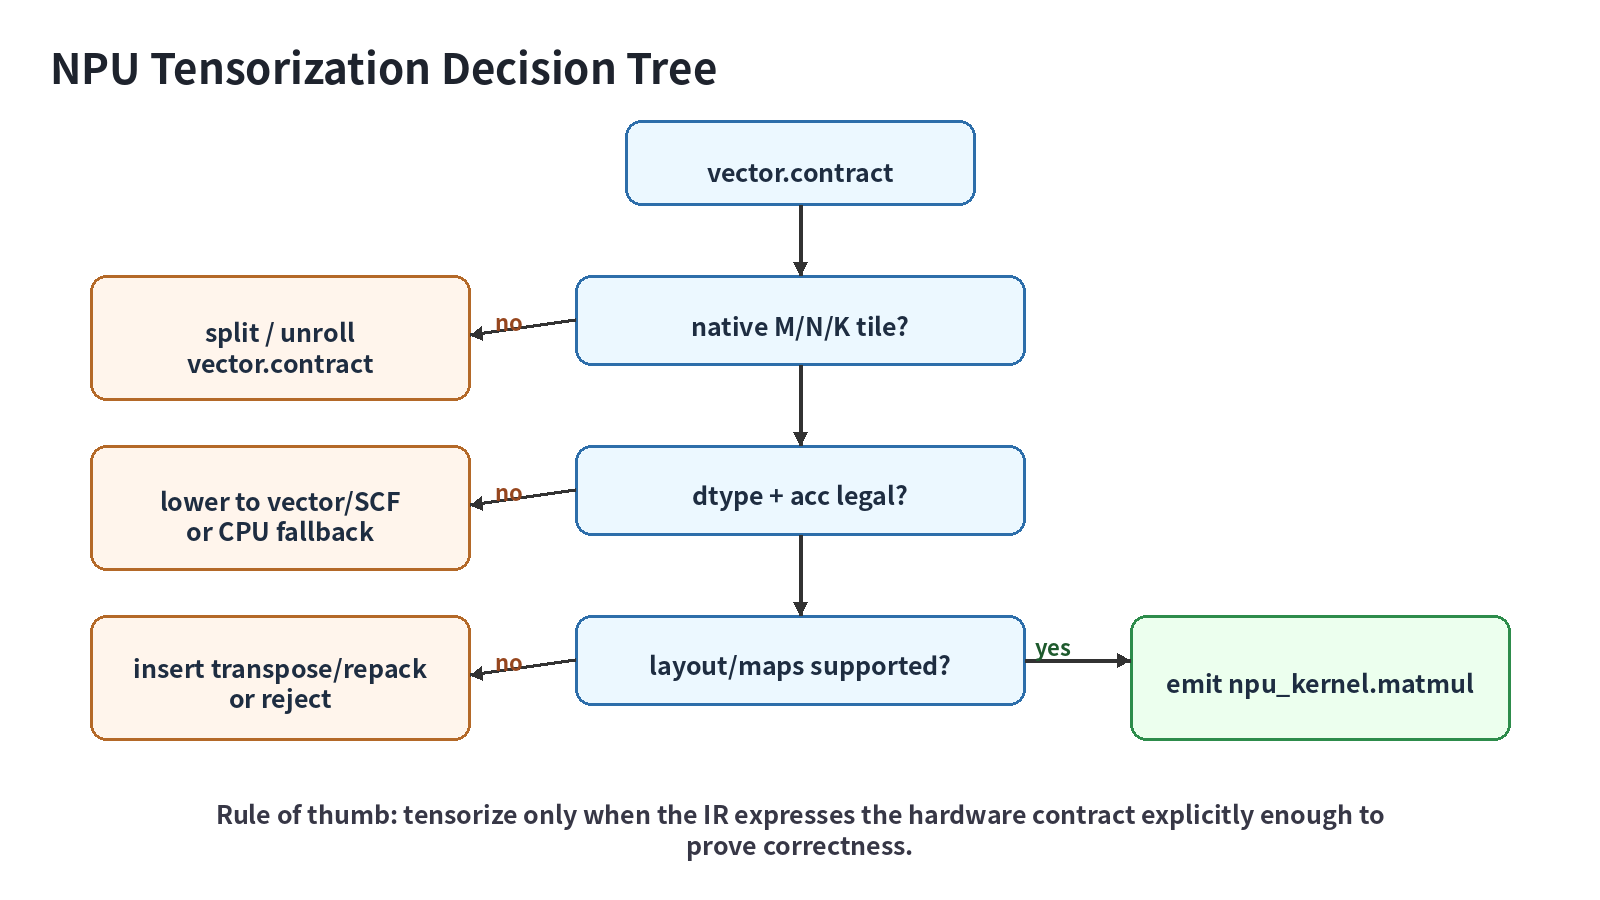 NPU Tensorization Decision Tree
vector.contract
native M/N/K tile?
no
split / unroll
vector.contract
dtype + acc legal?
no
lower to vector/SCF
or CPU fallback
layout/maps supported?
no
insert transpose/repack
or reject
yes
emit npu_kernel.matmul
Rule of thumb: tensorize only when the IR expresses the hardware contract explicitly enough to
prove correctness.